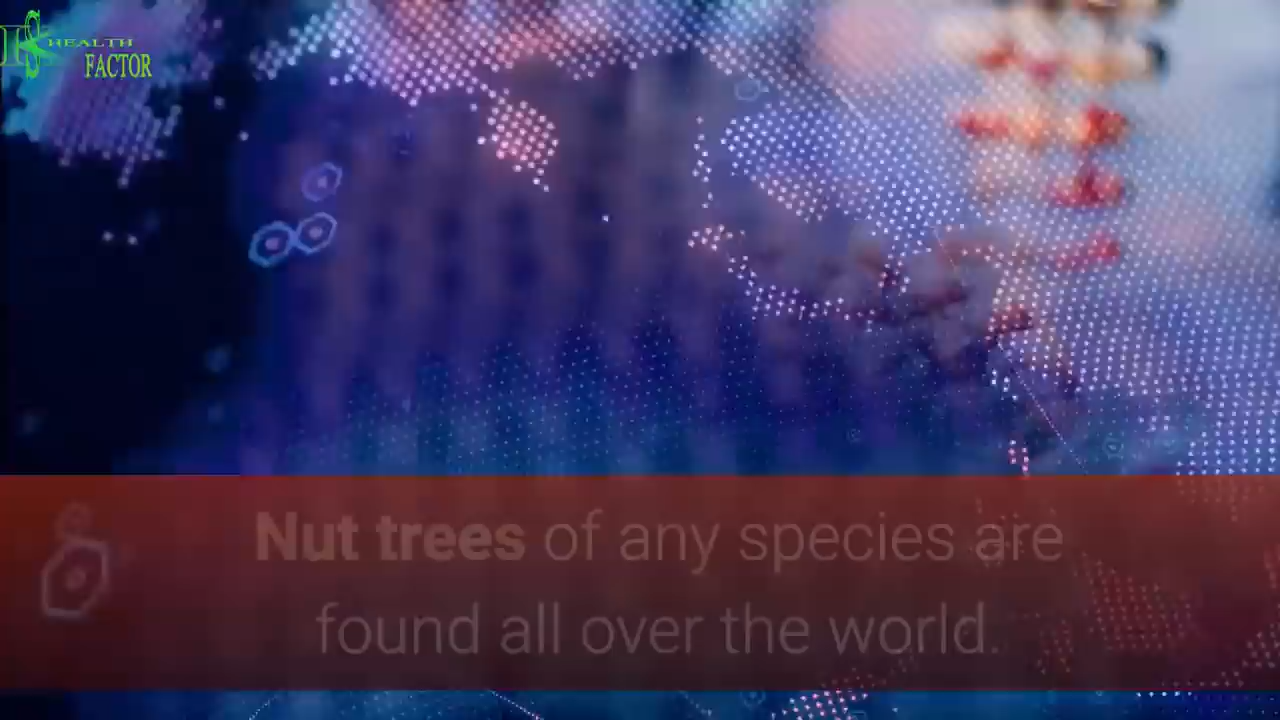 HEALTH
FACTOR
Nut trees of any species are
found all over the world.